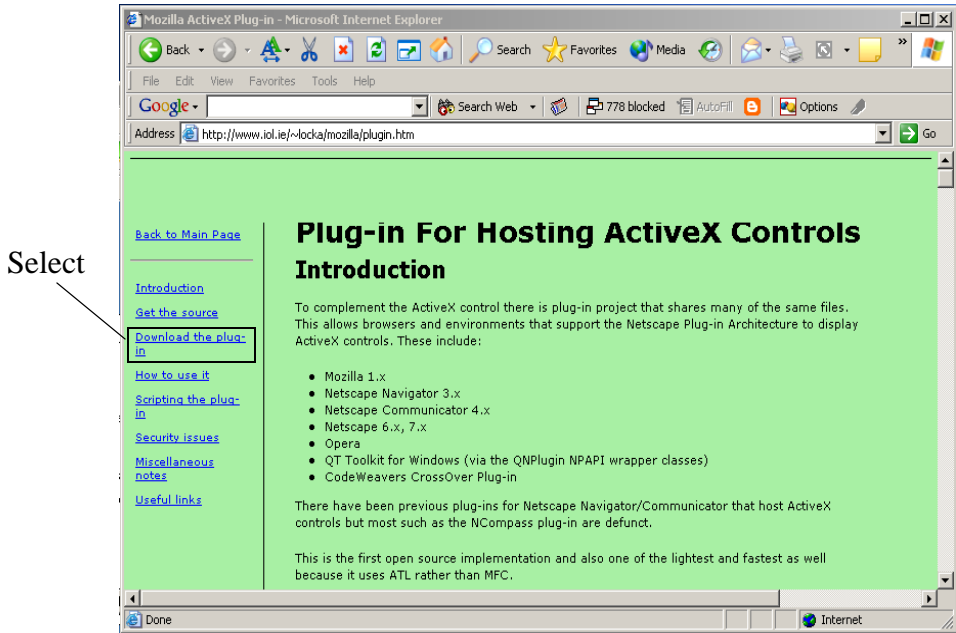 Mozilla ActiveX Plug-in - Microsoft Internet Explorer
Back Search Favorites Media »
File Edit View Favorites Tools Help
Google Search Web 778 blocked AutoFill Options
Address http://www.iol.ie/~locka/mozilla/plugin.htm Go
Select
Back to Main Page
Introduction
Get the source
Download the plug-
in
How to use it
Scripting the plug-
in
Security issues
Miscellaneous
notes
Useful links
Plug-in For Hosting ActiveX Controls
Introduction
To complement the ActiveX control there is plug-in project that shares many of the same files.
This allows browsers and environments that support the Netscape Plug-in Architecture to display
ActiveX controls. These include:
• Mozilla 1.x
• Netscape Navigator 3.x
• Netscape Communicator 4.x
• Netscape 6.x, 7.x
• Opera
• QT Toolkit for Windows (via the QNPlugin NPAPI wrapper classes)
• CodeWeavers CrossOver Plug-in
There have been previous plug-ins for Netscape Navigator/Communicator that host ActiveX
controls but most such as the NCompass plug-in are defunct.
This is the first open source implementation and also one of the lightest and fastest as well
because it uses ATL rather than MFC.
Done Internet